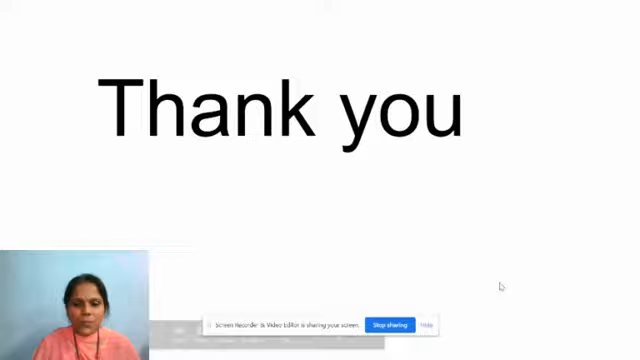 Thank you
Screen Recorder & Video Editor is sharing your screen.
Stop sharing
Hide